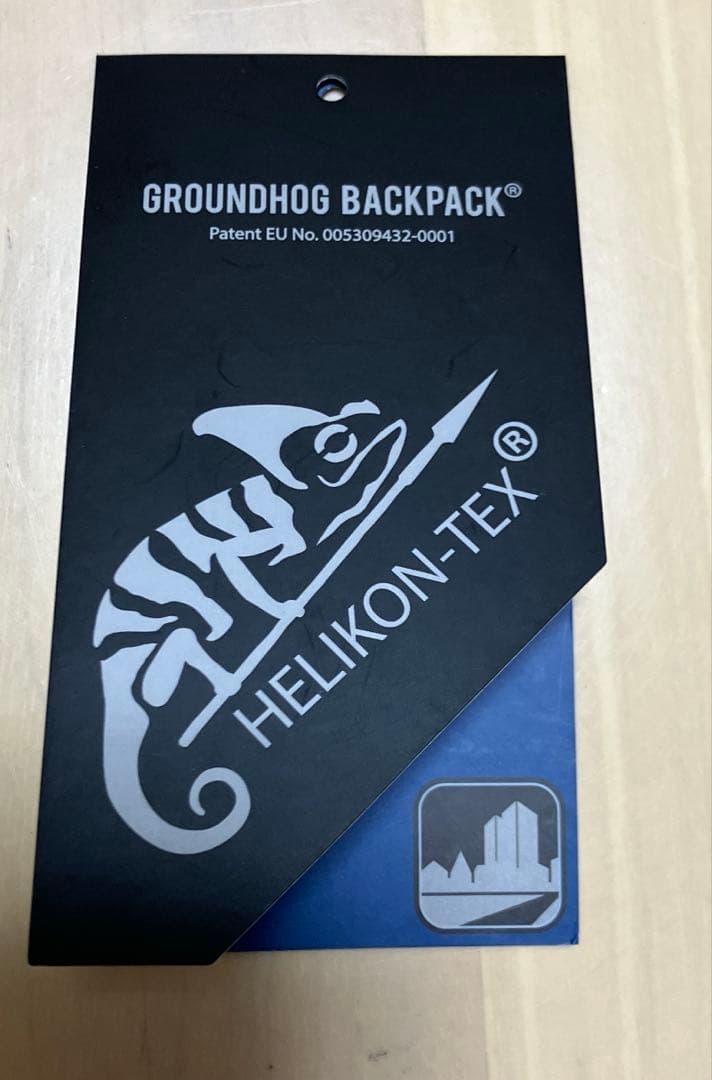 GROUNDHOG BACKPACK®
Patent EU No. 005309432-0001
HELIKON-TEX®